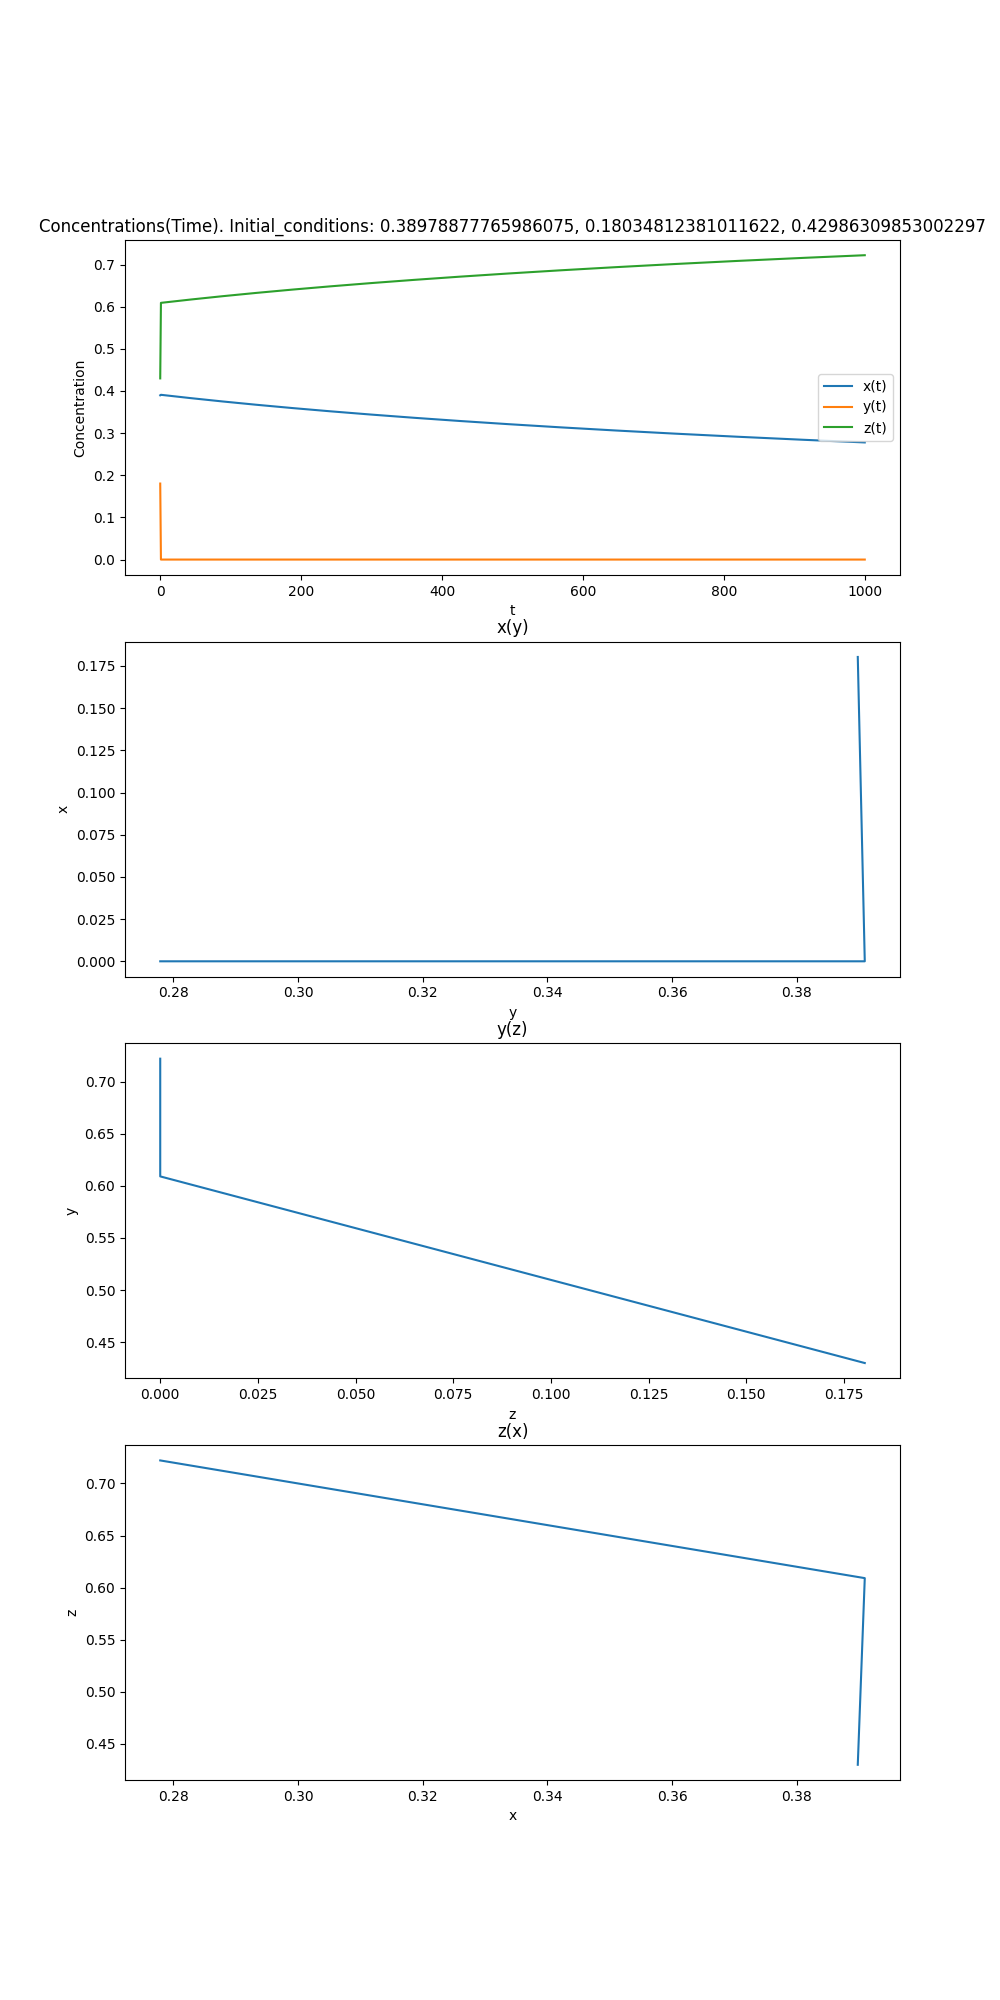 Concentrations(Time). Initial_conditions: 0.38978877765986075, 0.18034812381011622, 0.42986309853002297
0.7
0.6
0.5
0.4
0.3
0.2
0.1
0.0
Concentration
x(t)
y(t)
z(t)
0 200 400 600 800 1000
t
x(y)
0.175
0.150
0.125
0.100
0.075
0.050
0.025
0.000
x
0.28 0.30 0.32 0.34 0.36 0.38
y
y(z)
0.70
0.65
0.60
0.55
0.50
0.45
y
0.000 0.025 0.050 0.075 0.100 0.125 0.150 0.175
z
z(x)
0.70
0.65
0.60
0.55
0.50
0.45
z
0.28 0.30 0.32 0.34 0.36 0.38
x